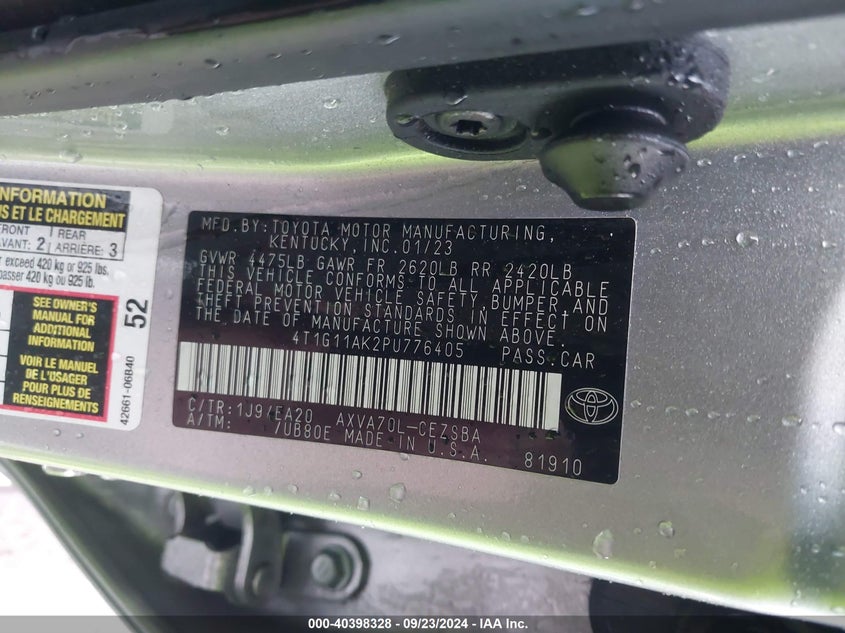 INFORMATION
US ET LE CHARGEMENT
FRONT
AVANT: 2
REAR
ARRIÈRE: 3
exceed 420 kg or 925 lbs.
passer 420 kg ou 925 lb.
SEE OWNER'S
MANUAL FOR
ADDITIONAL
INFORMATION
VOIR LE MANUEL
DE L'USAGER
POUR PLUS DE
RENSEIGNEMENTS
52
42661-06B40
MFD.BY:TOYOTA MOTOR MANUFACTURING,
KENTUCKY, INC. 01/23
GVWR 4475LB GAWR FR 2620LB RR 2420LB
THIS VEHICLE CONFORMS TO ALL APPLICABLE
FEDERAL MOTOR VEHICLE SAFETY, BUMPER, AND
THEFT PREVENTION STANDARDS IN EFFECT ON
THE DATE OF MANUFACTURE SHOWN ABOVE.
4T1G11AK2PU776405 PASS.CAR
C/TR:1J9/EA20 AXVA70L-CEZSBA
A/TM: /UB80E MADE IN U.S.A. 81910
000-40398328 - 09/23/2024 - IAA Inc.